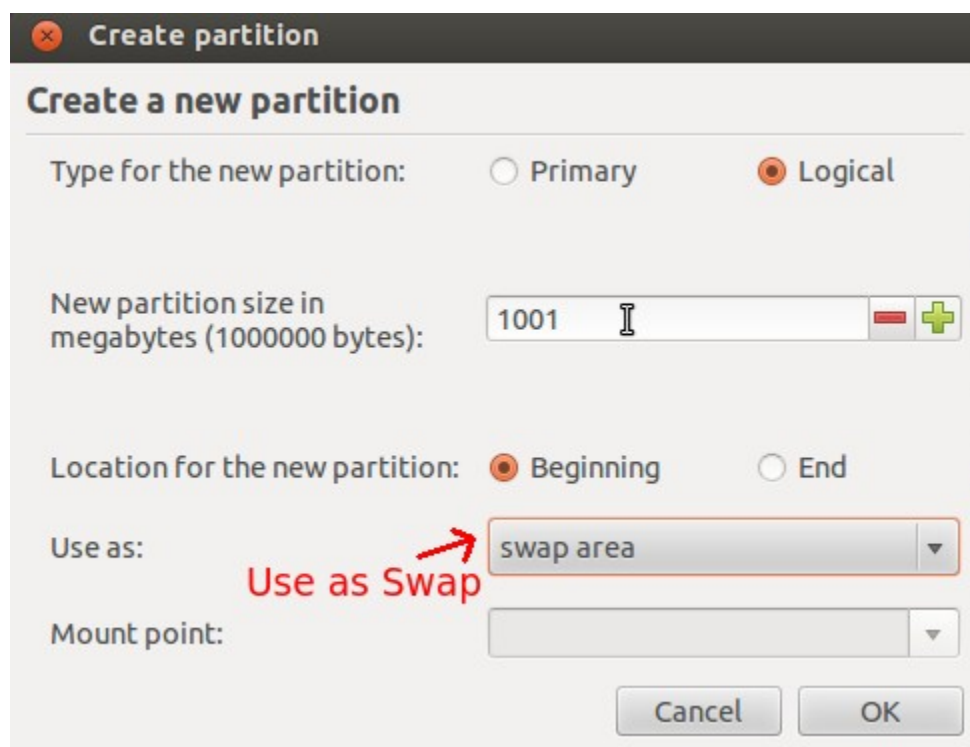 Create partition
Create a new partition
Type for the new partition: Primary Logical
New partition size in
megabytes (1000000 bytes): 1001
Location for the new partition: Beginning End
Use as: swap area
Use as Swap
Mount point:
Cancel OK